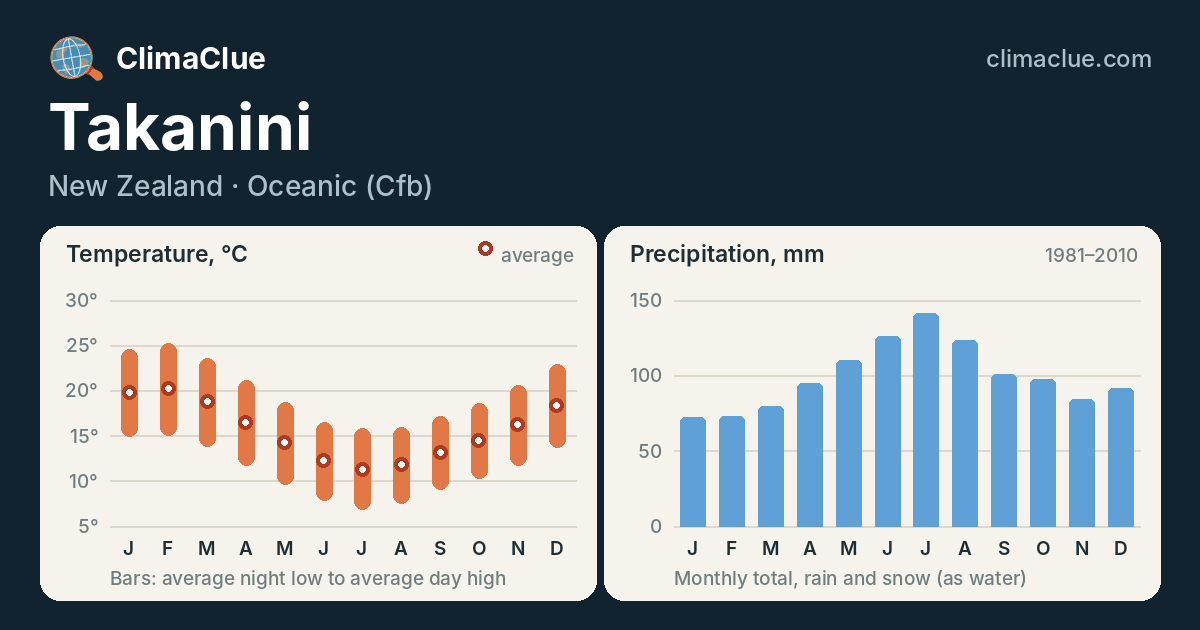 ClimaClue
climaclue.com
Takanini
New Zealand · Oceanic (Cfb)
Temperature, °C
average
30°
25°
20°
15°
10°
5°
J F M A M J J A S O N D
Bars: average night low to average day high
Precipitation, mm
1981–2010
150
100
50
0
J F M A M J J A S O N D
Monthly total, rain and snow (as water)